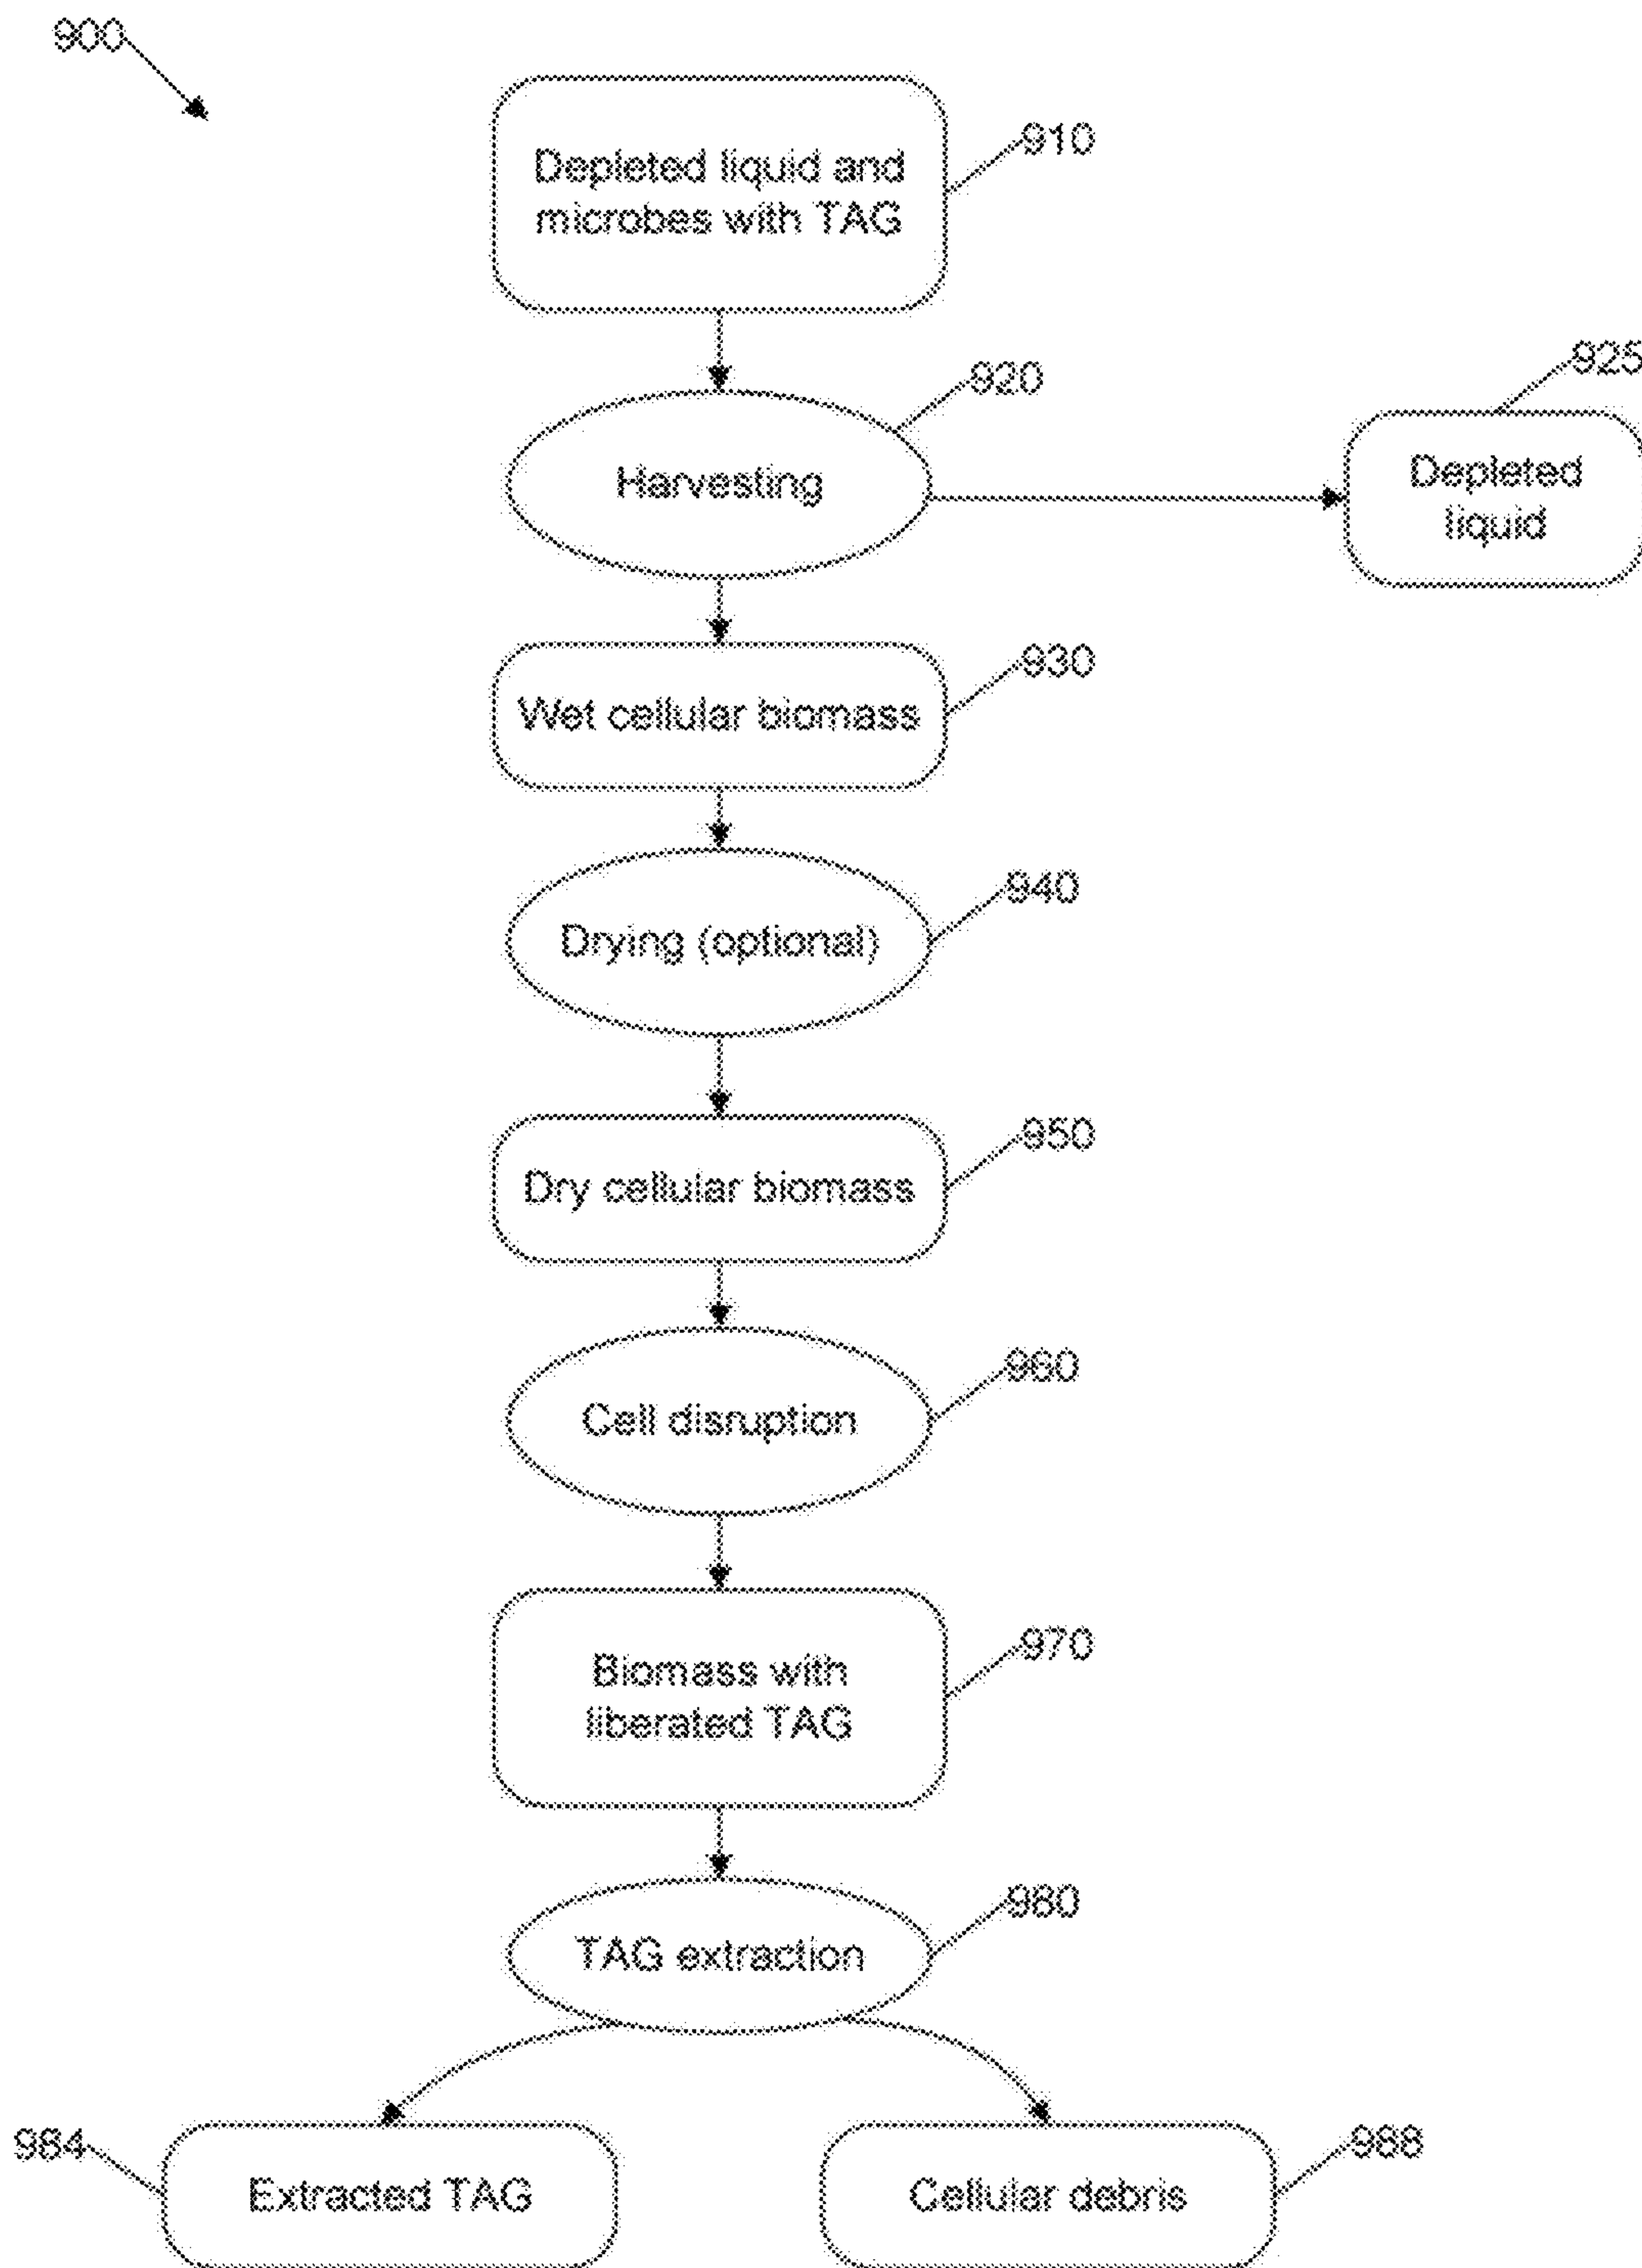 900
Depleted liquid and
microbes with TAG
910
Harvesting
920
Depleted
liquid
925
Wet cellular biomass
930
Drying (optional)
940
Dry cellular biomass
950
Cell disruption
960
Biomass with
liberated TAG
970
TAG extraction
980
984
Extracted TAG
Cellular debris
988